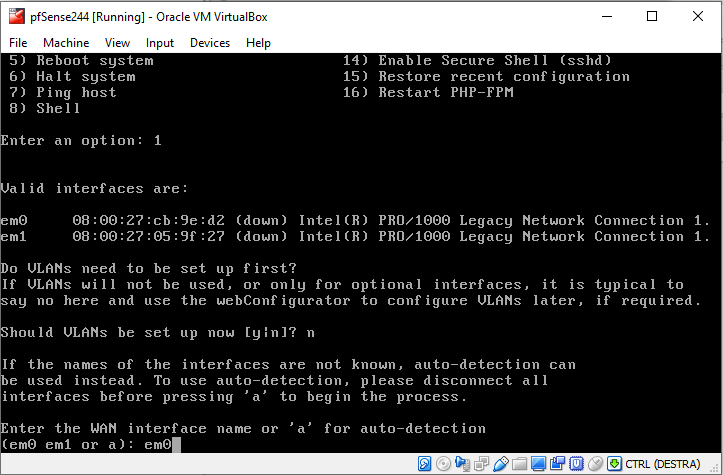 pfSense244 [Running] - Oracle VM VirtualBox
File Machine View Input Devices Help
5) Reboot system 14) Enable Secure Shell (sshd)
6) Halt system 15) Restore recent configuration
7) Ping host 16) Restart PHP-FPM
8) Shell
Enter an option: 1
Valid interfaces are:
em0 08:00:27:cb:9e:d2 (down) Intel(R) PRO/1000 Legacy Network Connection 1.
em1 08:00:27:05:9f:27 (down) Intel(R) PRO/1000 Legacy Network Connection 1.
Do VLANs need to be set up first?
If VLANs will not be used, or only for optional interfaces, it is typical to
say no here and use the webConfigurator to configure VLANs later, if required.
Should VLANs be set up now [y|n]? n
If the names of the interfaces are not known, auto-detection can
be used instead. To use auto-detection, please disconnect all
interfaces before pressing 'a' to begin the process.
Enter the WAN interface name or 'a' for auto-detection
(em0 em1 or a): em0
CTRL (DESTRA)